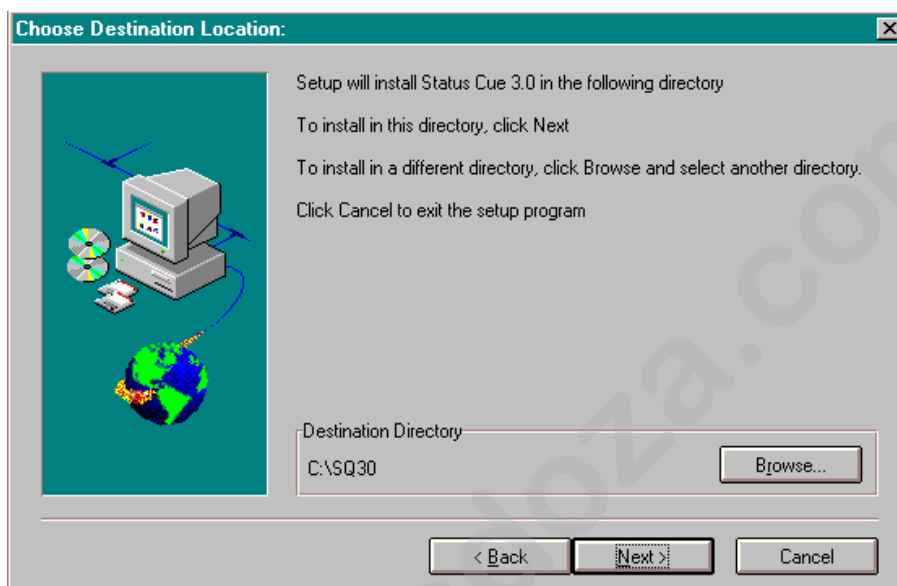 Choose Destination Location:
Setup will install Status Cue 3.0 in the following directory
To install in this directory, click Next
To install in a different directory, click Browse and select another directory.
Click Cancel to exit the setup program
Destination Directory
C:\SQ30
Browse...
< Back
Next >
Cancel